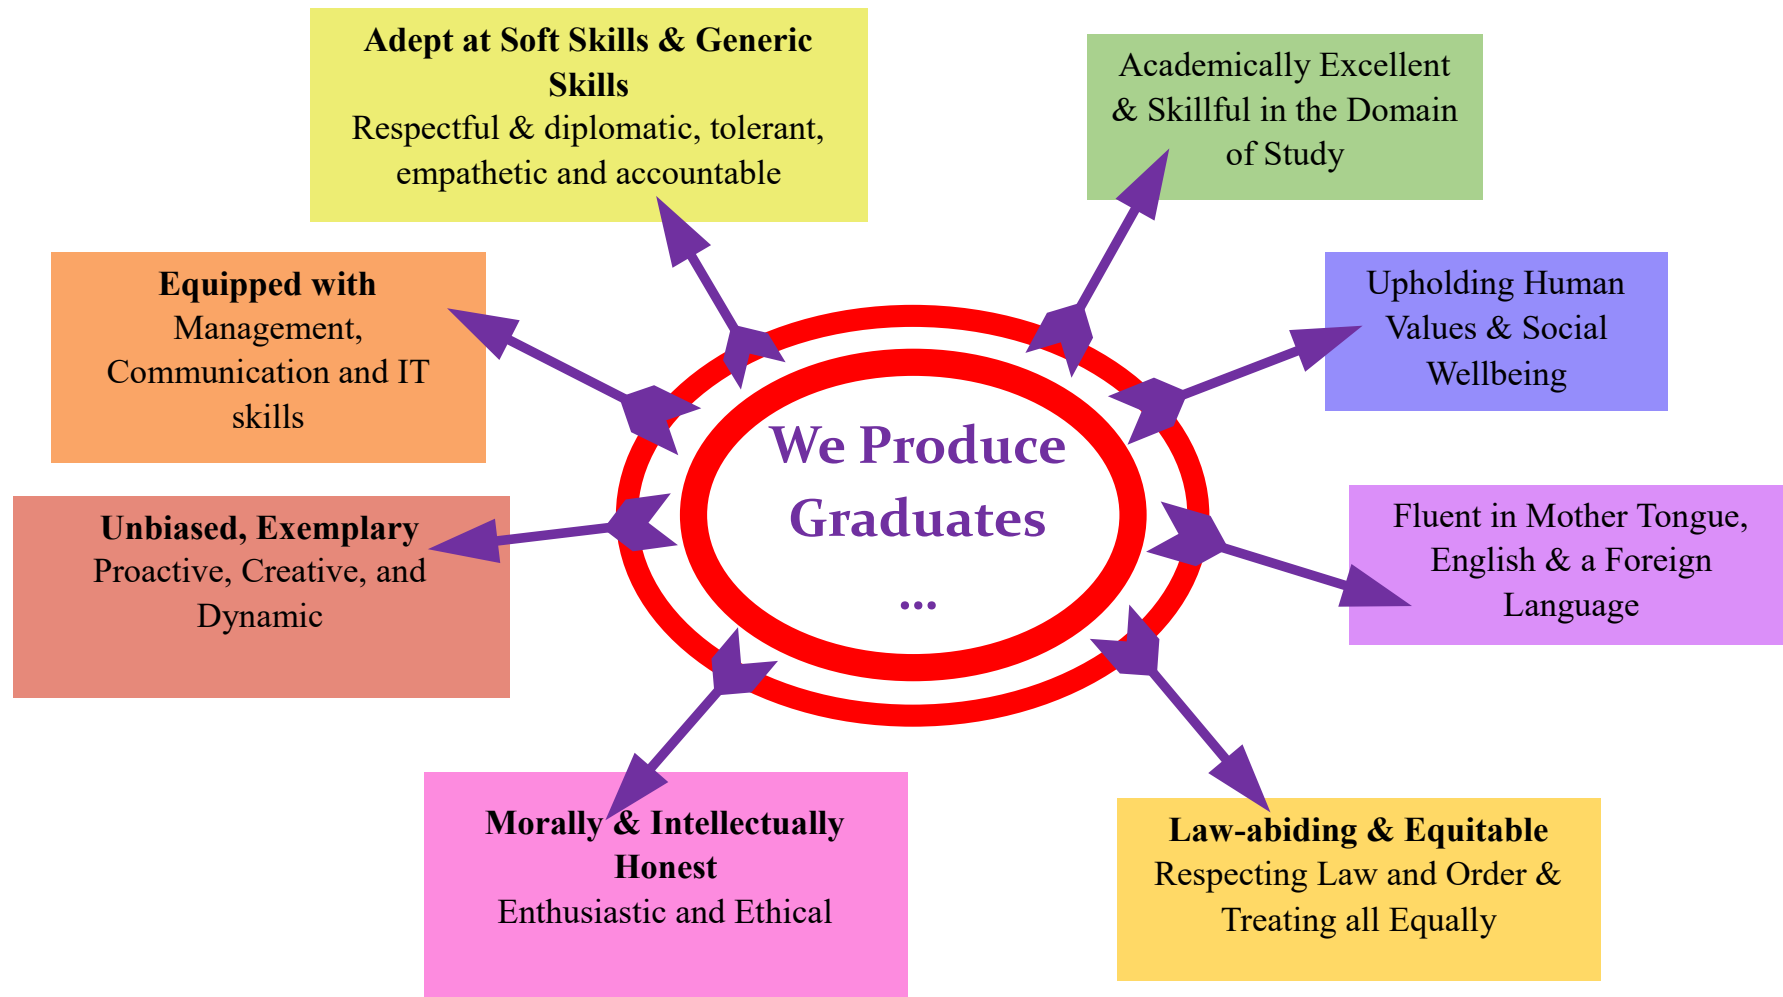 Adept at Soft Skills & Generic
Skills
Respectful & diplomatic, tolerant,
empathetic and accountable
Academically Excellent
& Skillful in the Domain
of Study
Equipped with
Management,
Communication and IT
skills
Upholding Human
Values & Social
Wellbeing
We Produce
Graduates
...
Unbiased, Exemplary
Proactive, Creative, and
Dynamic
Fluent in Mother Tongue,
English & a Foreign
Language
Morally & Intellectually
Honest
Enthusiastic and Ethical
Law-abiding & Equitable
Respecting Law and Order &
Treating all Equally